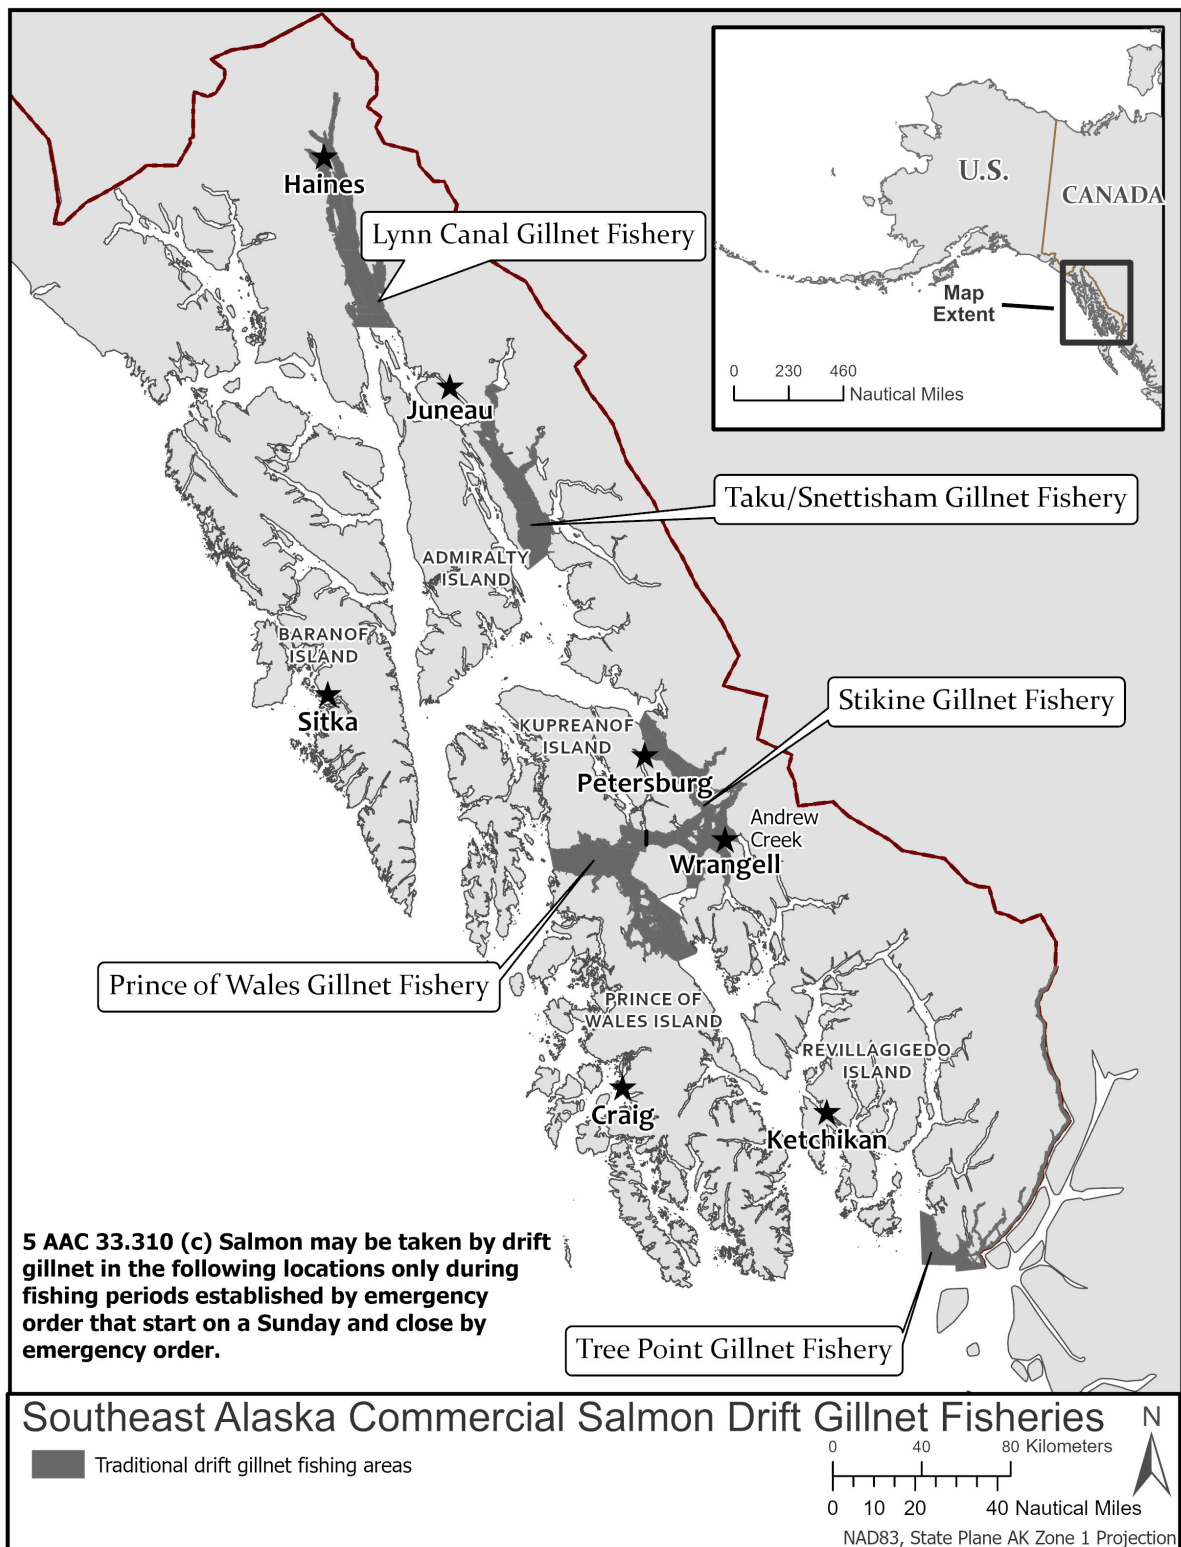 Haines
Lynn Canal Gillnet Fishery
U.S.
CANADA
Map
Extent
0 230 460
Nautical Miles
Juneau
Taku/Snettisham Gillnet Fishery
ADMIRALTY
ISLAND
BARANOF
ISLAND
Sitka
Stikine Gillnet Fishery
KUPREANOF
ISLAND
Petersburg
Andrew
Creek
Wrangell
Prince of Wales Gillnet Fishery
PRINCE OF
WALES ISLAND
REVILLAGIGEDO
ISLAND
Craig
Ketchikan
5 AAC 33.310 (c) Salmon may be taken by drift
gillnet in the following locations only during
fishing periods established by emergency
order that start on a Sunday and close by
emergency order.
Tree Point Gillnet Fishery
Southeast Alaska Commercial Salmon Drift Gillnet Fisheries
N
Traditional drift gillnet fishing areas
0 40 80 Kilometers
0 10 20 40 Nautical Miles
NAD83, State Plane AK Zone 1 Projection